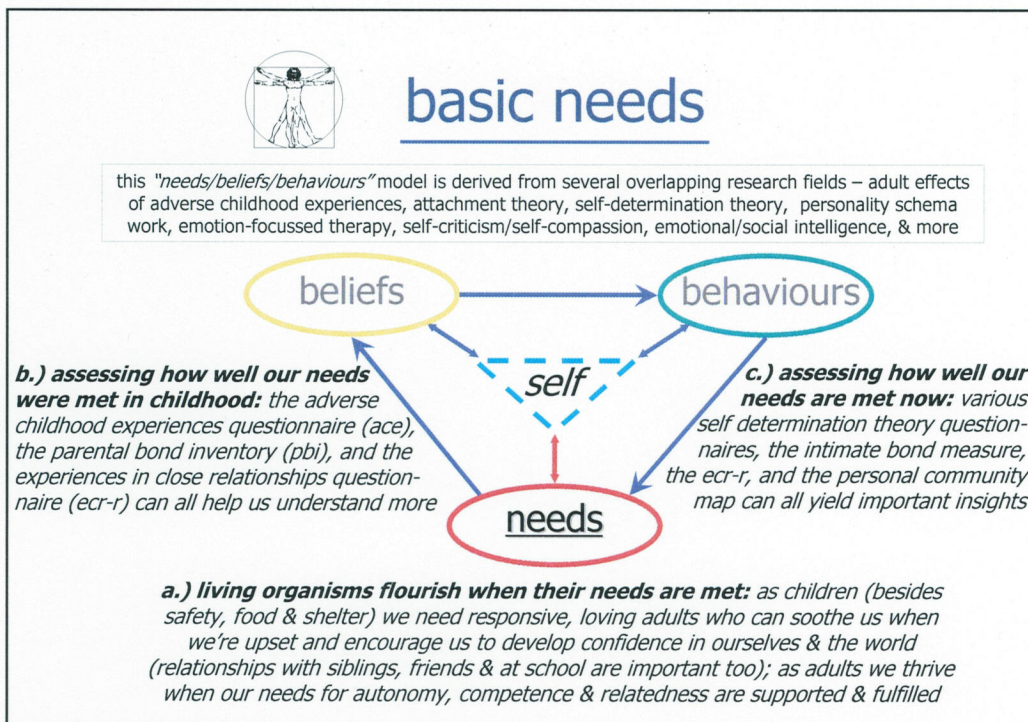 basic needs
this "needs/beliefs/behaviours" model is derived from several overlapping research fields – adult effects
of adverse childhood experiences, attachment theory, self-determination theory, personality schema
work, emotion-focussed therapy, self-criticism/self-compassion, emotional/social intelligence, & more
beliefs
behaviours
self
b.) assessing how well our needs
were met in childhood: the adverse
childhood experiences questionnaire (ace),
the parental bond inventory (pbi), and the
experiences in close relationships question-
naire (ecr-r) can all help us understand more
c.) assessing how well our
needs are met now: various
self determination theory question-
naires, the intimate bond measure,
the ecr-r, and the personal community
map can all yield important insights
needs
a.) living organisms flourish when their needs are met: as children (besides
safety, food & shelter) we need responsive, loving adults who can soothe us when
we're upset and encourage us to develop confidence in ourselves & the world
(relationships with siblings, friends & at school are important too); as adults we thrive
when our needs for autonomy, competence & relatedness are supported & fulfilled